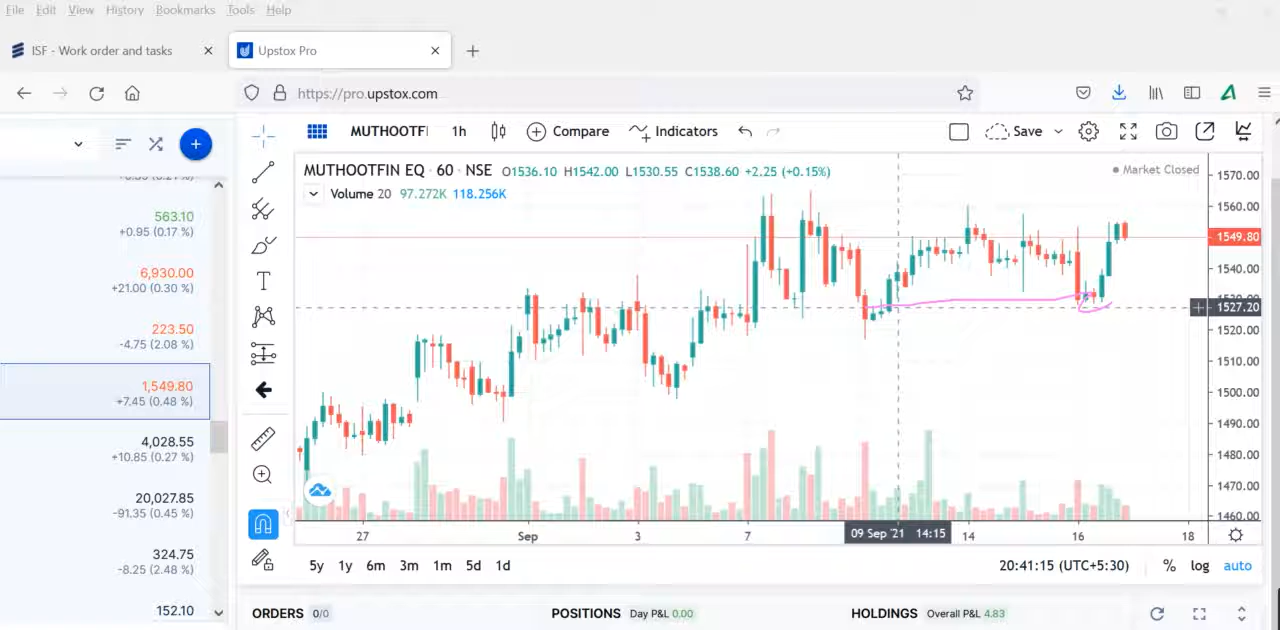 File Edit View History Bookmarks Tools Help
ISF - Work order and tasks
Upstox Pro
https://pro.upstox.com
MUTHOOTFI 1h Compare Indicators Save
MUTHOOTFIN EQ · 60 · NSE O1536.10 H1542.00 L1530.55 C1538.60 +2.25 (+0.15%)
Market Closed
Volume 20 97.272K 118.256K
563.10
+0.95 (0.17 %)
6,930.00
+21.00 (0.30 %)
223.50
-4.75 (2.08 %)
1,549.80
+7.45 (0.48 %)
4,028.55
+10.85 (0.27 %)
20,027.85
-91.35 (0.45 %)
324.75
-8.25 (2.48 %)
152.10
1570.00
1560.00
1549.80
1540.00
1527.20
1520.00
1510.00
1500.00
1490.00
1480.00
1470.00
1460.00
27 Sep 3 7 09 Sep '21 14:15 14 16 18
5y 1y 6m 3m 1m 5d 1d 20:41:15 (UTC+5:30) % log auto
ORDERS 0/0 POSITIONS Day P&L 0.00 HOLDINGS Overall P&L 4.83